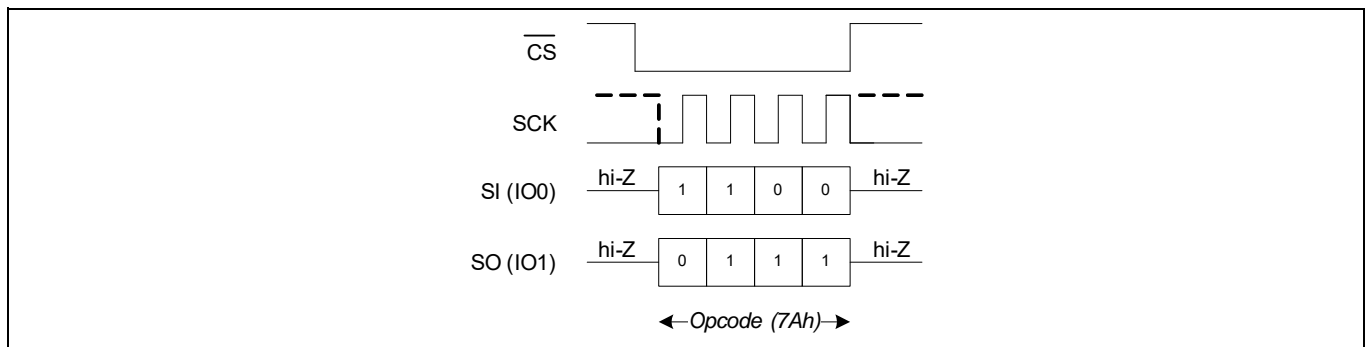 CS
SCK
SI (IO0) hi-Z 1 1 0 0 hi-Z
SO (IO1) hi-Z 0 1 1 1 hi-Z
Opcode (7Ah)